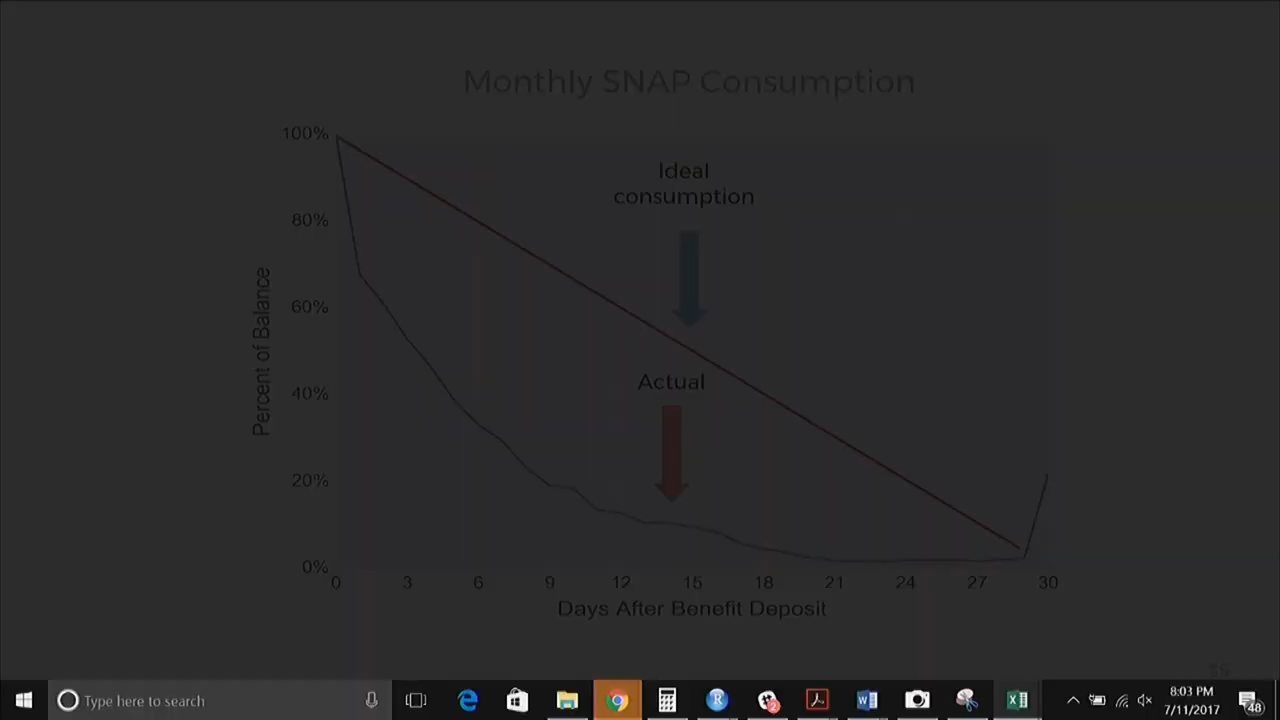 Monthly SNAP Consumption
100%
80%
60%
40%
20%
0%
Percent of Balance
Ideal
consumption
Actual
0 3 6 9 12 15 18 21 24 27 30
Days After Benefit Deposit
Type here to search
2
8:03 PM
7/11/2017
48